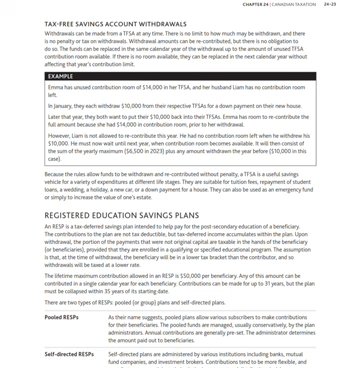 CHAPTER 24 | CANADIAN TAXATION 24-23
TAX-FREE SAVINGS ACCOUNT WITHDRAWALS
Withdrawals can be made from a TFSA at any time. There is no limit to how much may be withdrawn, and there
is no penalty or tax on withdrawals. Withdrawal amounts can be re-contributed, but there is no obligation to
do so. The funds can be replaced in the same calendar year of the withdrawal up to the amount of unused TFSA
contribution room available. If there is no room available, they can be replaced in the next calendar year without
affecting that year's contribution limit.
EXAMPLE
Emma has unused contribution room of $14,000 in her TFSA, and her husband Liam has no contribution room
left.
In January, they each withdraw $10,000 from their respective TFSAs for a down payment on their new house.
Later that year, they both want to put their $10,000 back into their TFSAs. Emma has room to re-contribute the
full amount because she had $14,000 in contribution room, prior to her withdrawal.
However, Liam is not allowed to re-contribute this year. He had no contribution room left when he withdrew his
$10,000. He must now wait until next year, when contribution room becomes available. It will then consist of
the sum of the yearly maximum ($6,500 in 2023) plus any amount withdrawn the year before ($10,000 in this
case).
Because the rules allow funds to be withdrawn and re-contributed without penalty, a TFSA is a useful savings
vehicle for a variety of expenditures at different life stages. They are suitable for tuition fees, repayment of student
loans, a wedding, a holiday, a new car, or a down payment for a house. They can also be used as an emergency fund
or simply to increase the value of one's estate.
REGISTERED EDUCATION SAVINGS PLANS
An RESP is a tax-deferred savings plan intended to help pay for the post-secondary education of a beneficiary.
The contributions to the plan are not tax deductible, but tax-deferred income accumulates within the plan. Upon
withdrawal, the portion of the payments that were not original capital are taxable in the hands of the beneficiary
(or beneficiaries), provided that they are enrolled in a qualifying or specified educational program. The assumption
is that, at the time of withdrawal, the beneficiary will be in a lower tax bracket than the contributor, and so
withdrawals will be taxed at a lower rate.
The lifetime maximum contribution allowed in an RESP is $50,000 per beneficiary. Any of this amount can be
contributed in a single calendar year for each beneficiary. Contributions can be made for up to 31 years, but the plan
must be collapsed within 35 years of its starting date.
There are two types of RESPs: pooled (or group) plans and self-directed plans.
Pooled RESPs As their name suggests, pooled plans allow various subscribers to make contributions
for their beneficiaries. The pooled funds are managed, usually conservatively, by the plan
administrators. Annual contributions are generally pre-set. The administrator determines
the amount paid out to beneficiaries.
Self-directed RESPs Self-directed plans are administered by various institutions including banks, mutual
fund companies, and investment brokers. Contributions tend to be more flexible, and